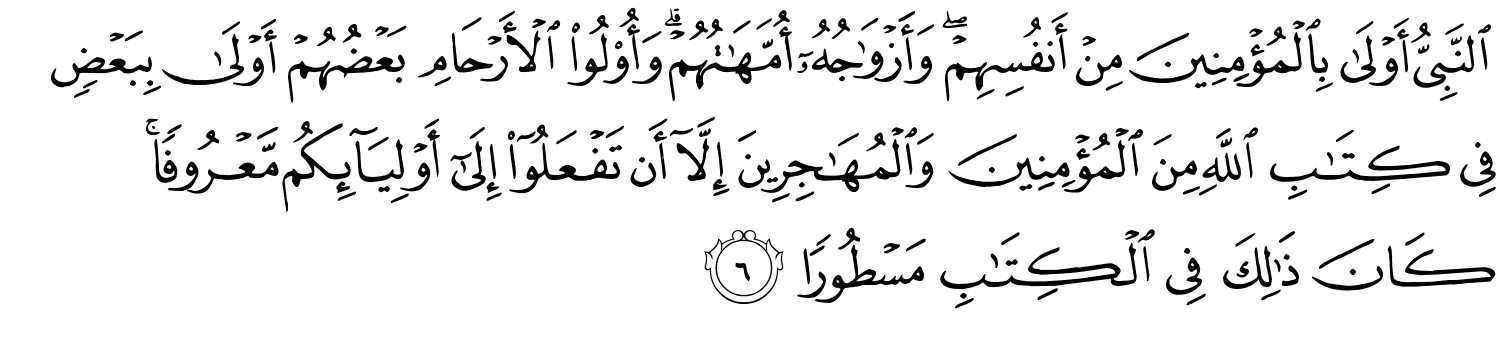 ٱلنَّبِىُّ أَوْلَىٰ بِٱلْمُؤْمِنِينَ مِنْ أَنفُسِهِمْ ۖ وَأَزْوَٰجُهُۥٓ أُمَّهَـٰتُهُمْ ۗ وَأُو۟لُوا۟ ٱلْأَرْحَامِ بَعْضُهُمْ أَوْلَىٰ بِبَعْضٍ
فِى كِتَـٰبِ ٱللَّهِ مِنَ ٱلْمُؤْمِنِينَ وَٱلْمُهَـٰجِرِينَ إِلَّآ أَن تَفْعَلُوٓا۟ إِلَىٰٓ أَوْلِيَآئِكُم مَّعْرُوفًا ۚ
كَانَ ذَٰلِكَ فِى ٱلْكِتَـٰبِ مَسْطُورًا ٦